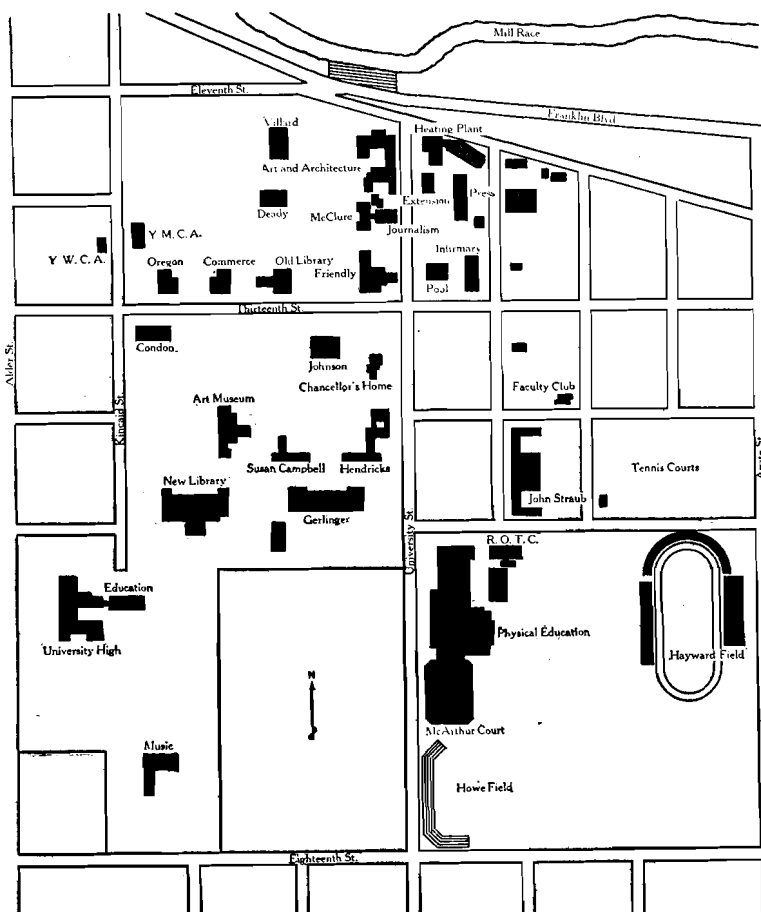 Mill Race
Eleventh St.
Franklin Blvd
Villard
Heating Plant
Art and Architecture
Press
Extension
Deady
McClure
Journalism
Y M.C.A.
Y W.C.A.
Infirmary
Oregon
Commerce
Old Library
Friendly
Pool
Thirteenth St.
Condon
Johnson
Chancellor's Home
Alder St.
Kincaid St.
Faculty Club
Art Museum
Susan Campbell
Hendricks
Tennis Courts
New Library
John Straub
Gerlinger
University St.
R.O.T.C.
Education
University High
Physical Education
Hayward Field
N
McArthur Court
Music
Howe Field
Eighteenth St.